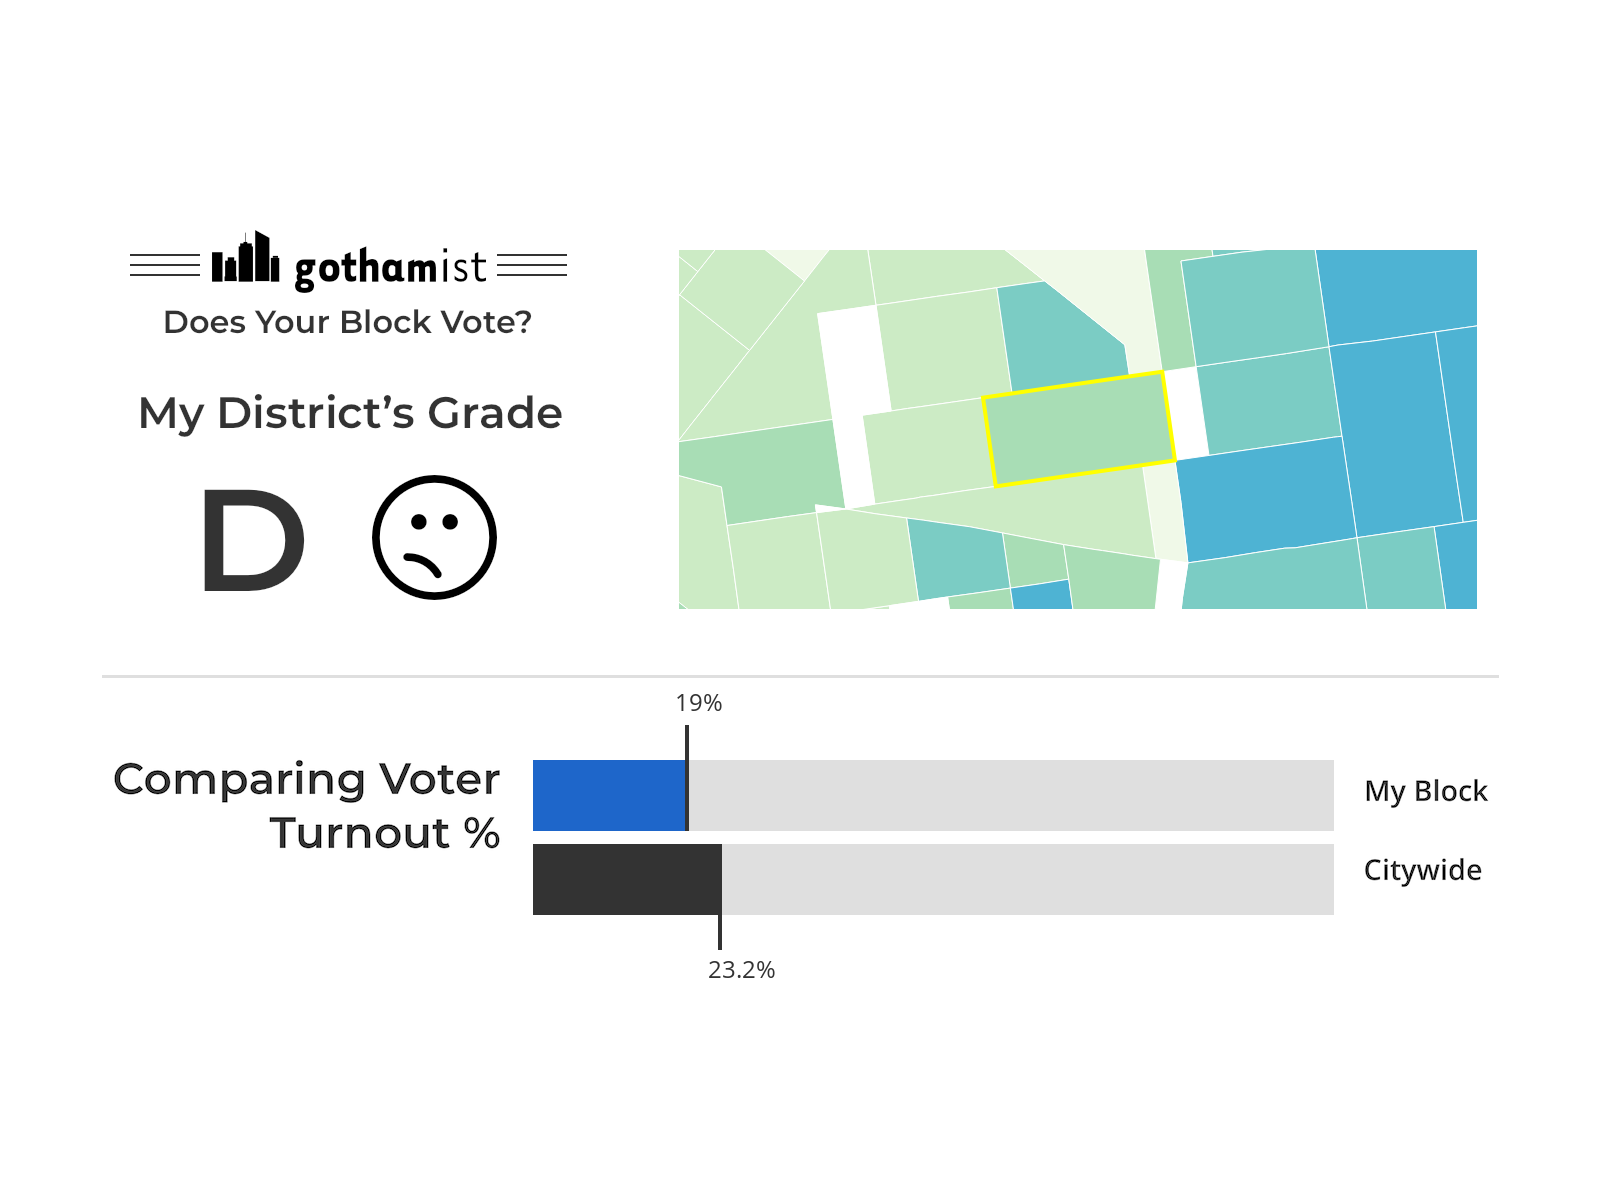 gothamist
Does Your Block Vote?
My District’s Grade
D
19%
Comparing Voter
Turnout %
My Block
Citywide
23.2%